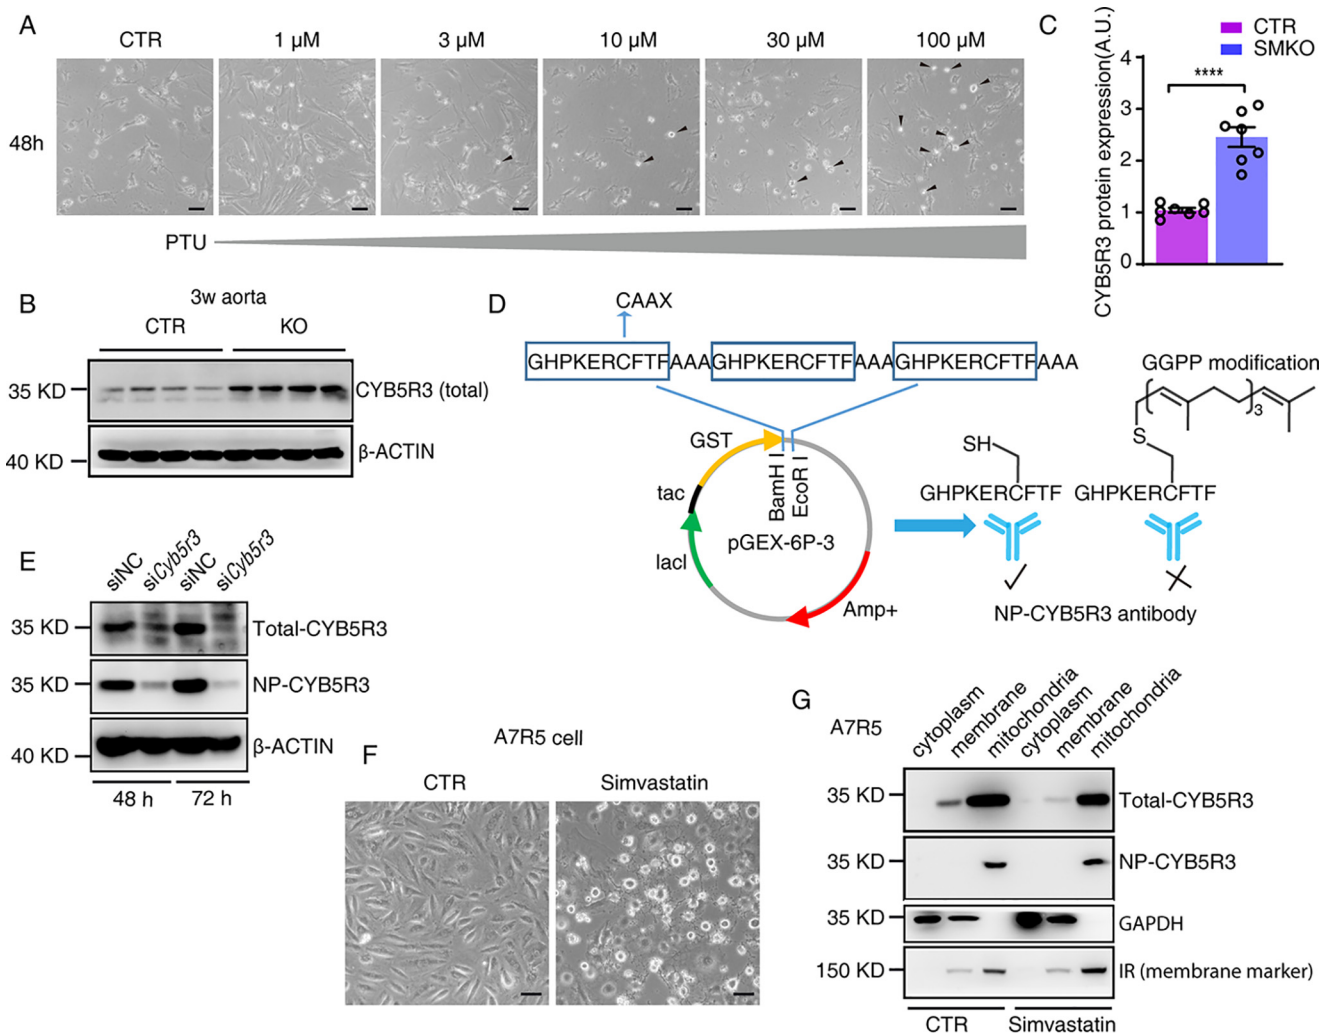 A
CTR
1 µM
3 µM
10 µM
30 µM
100 µM
48h
PTU
C
CTR
SMKO
CYB5R3 protein expression(A.U.)
4
3
2
1
0
****
B
3w aorta
CTR
KO
35 KD
CYB5R3 (total)
40 KD
β-ACTIN
D
CAAX
GHPKERCFTFAAAGHPKERCFTFAAAGHPKERCFTFAAA
GST
tac
lacI
BamH I
EcoR I
pGEX-6P-3
Amp+
GGPP modification
3
S
SH
GHPKERCFTF
GHPKERCFTF
NP-CYB5R3 antibody
E
siNC
siCyb5r3
siNC
siCyb5r3
35 KD
Total-CYB5R3
35 KD
NP-CYB5R3
40 KD
β-ACTIN
48 h
72 h
F
A7R5 cell
CTR
Simvastatin
G
A7R5
cytoplasm
membrane
mitochondria
cytoplasm
membrane
mitochondria
35 KD
Total-CYB5R3
35 KD
NP-CYB5R3
35 KD
GAPDH
150 KD
IR (membrane marker)
CTR
Simvastatin